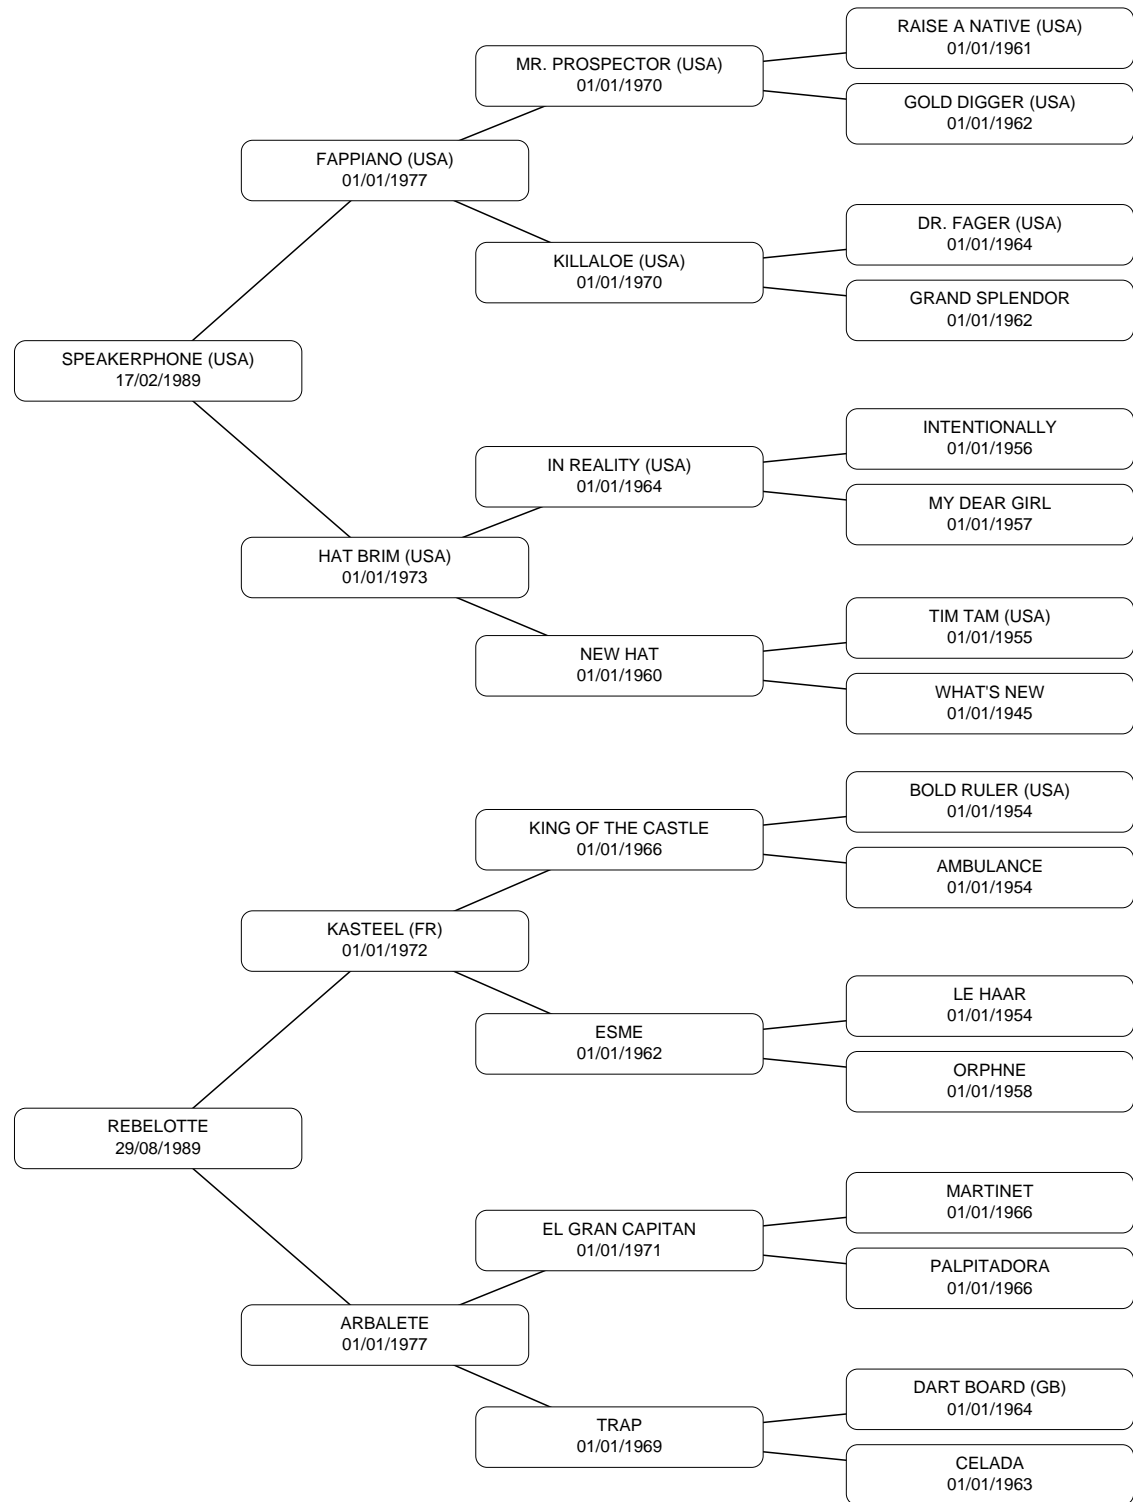 RAISE A NATIVE (USA)
01/01/1961
MR. PROSPECTOR (USA)
01/01/1970
GOLD DIGGER (USA)
01/01/1962
FAPPIANO (USA)
01/01/1977
DR. FAGER (USA)
01/01/1964
KILLALOE (USA)
01/01/1970
GRAND SPLENDOR
01/01/1962
SPEAKERPHONE (USA)
17/02/1989
INTENTIONALLY
01/01/1956
IN REALITY (USA)
01/01/1964
MY DEAR GIRL
01/01/1957
HAT BRIM (USA)
01/01/1973
TIM TAM (USA)
01/01/1955
NEW HAT
01/01/1960
WHAT'S NEW
01/01/1945
BOLD RULER (USA)
01/01/1954
KING OF THE CASTLE
01/01/1966
AMBULANCE
01/01/1954
KASTEEL (FR)
01/01/1972
LE HAAR
01/01/1954
ESME
01/01/1962
ORPHNE
01/01/1958
REBELOTTE
29/08/1989
MARTINET
01/01/1966
EL GRAN CAPITAN
01/01/1971
PALPITADORA
01/01/1966
ARBALETE
01/01/1977
DART BOARD (GB)
01/01/1964
TRAP
01/01/1969
CELADA
01/01/1963